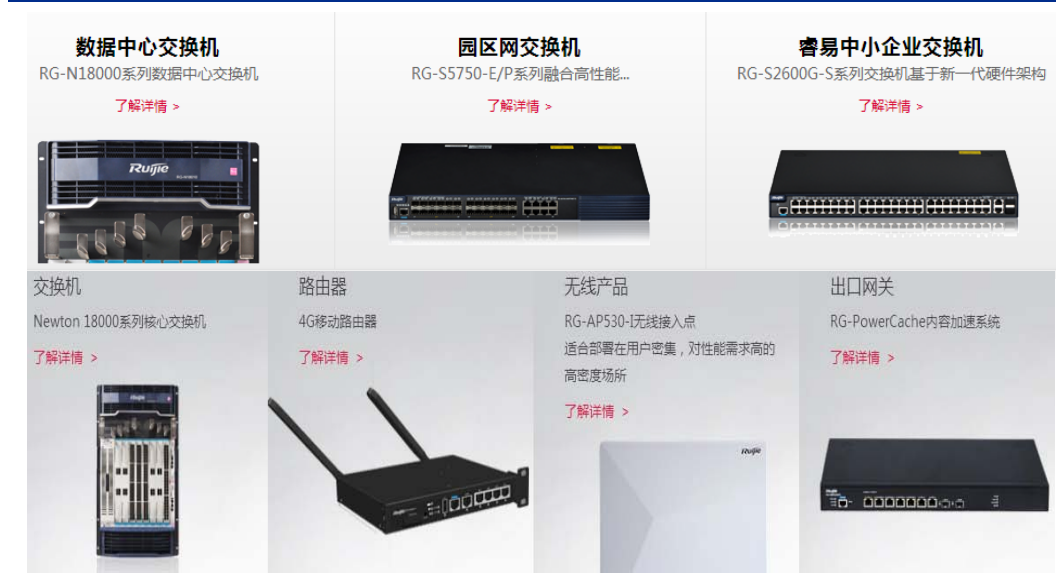 数据中心交换机
RG-N18000系列数据中心交换机
了解详情 >
园区网交换机
RG-S5750-E/P系列融合高性能...
了解详情 >
睿易中小企业交换机
RG-S2600G-S系列交换机基于新一代硬件架构
了解详情 >
Ruijie
交换机
Newton 18000系列核心交换机
了解详情 >
路由器
4G移动路由器
了解详情 >
无线产品
RG-AP530-I无线接入点
适合部署在用户密集，对性能需求高的
高密度场所
了解详情 >
Ruijie
出口网关
RG-PowerCache内容加速系统
了解详情 >